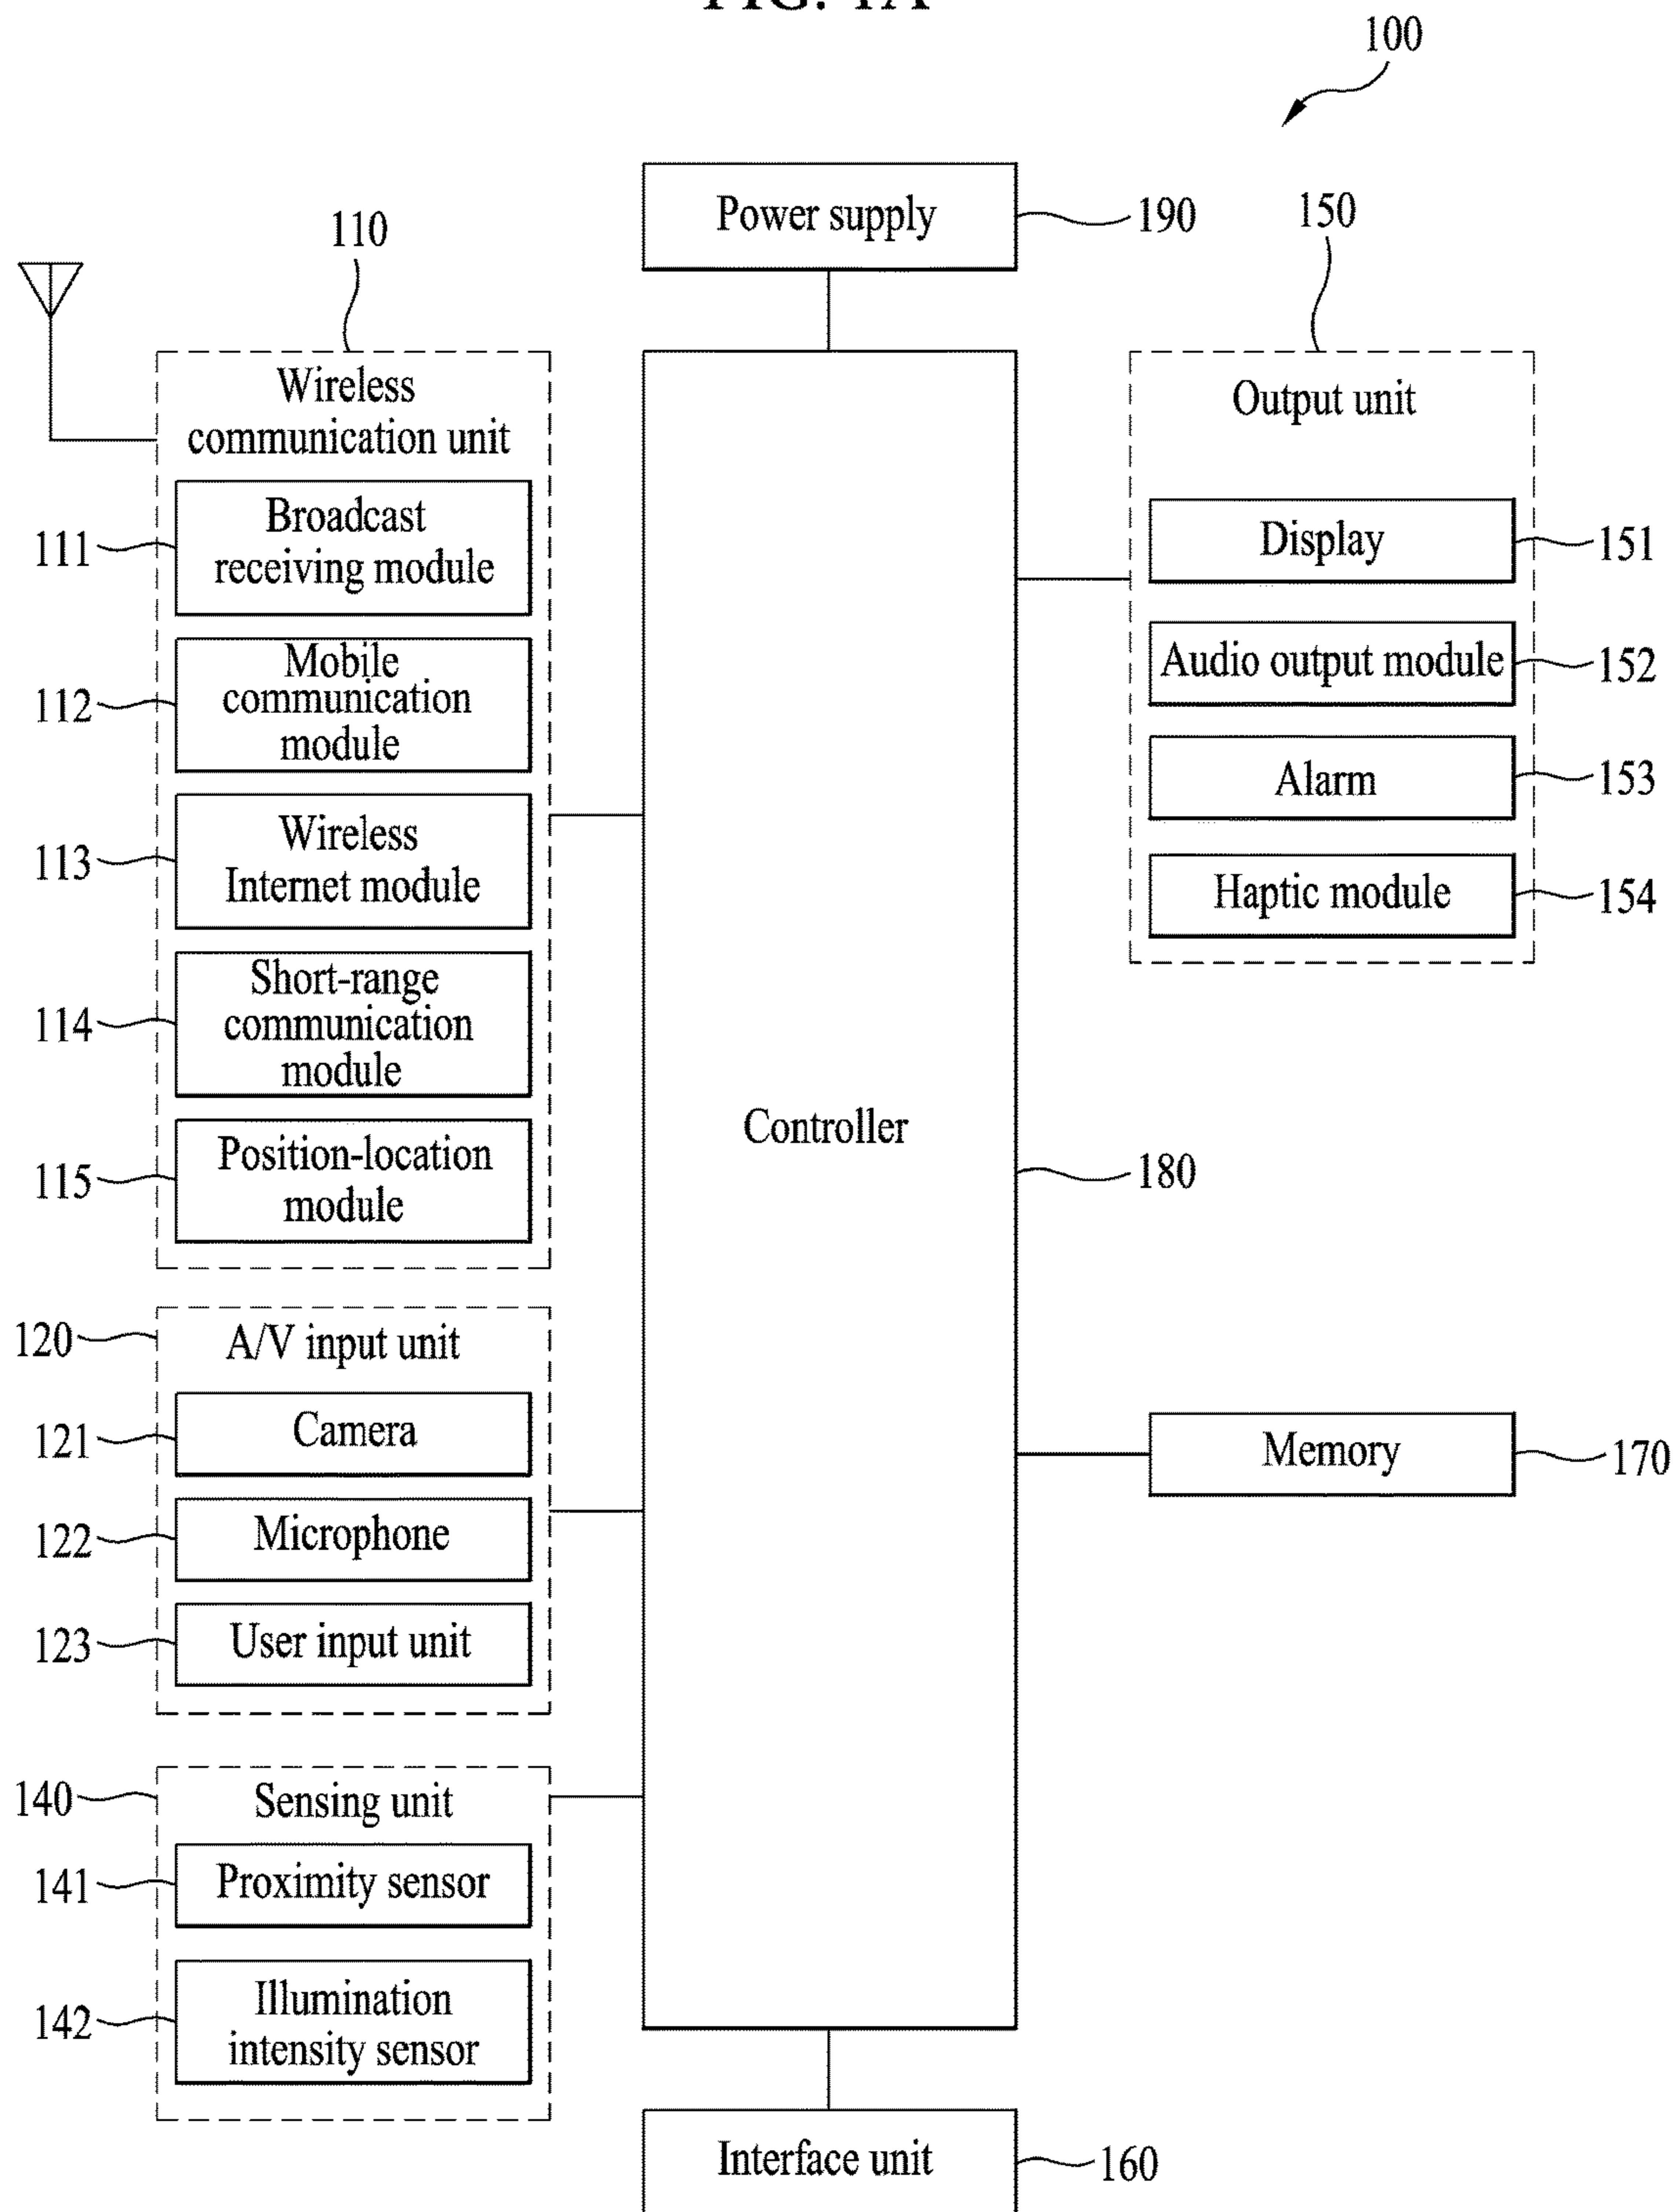 FIG. 1A
100
Power supply
190
110
150
Wireless
communication unit
Output unit
111
Broadcast
receiving module
112
Mobile
communication
module
113
Wireless
Internet module
114
Short-range
communication
module
115
Position-location
module
Display
151
Audio output module
152
Alarm
153
Haptic module
154
Controller
180
120
A/V input unit
121
Camera
122
Microphone
123
User input unit
Memory
170
140
Sensing unit
141
Proximity sensor
142
Illumination
intensity sensor
Interface unit
160